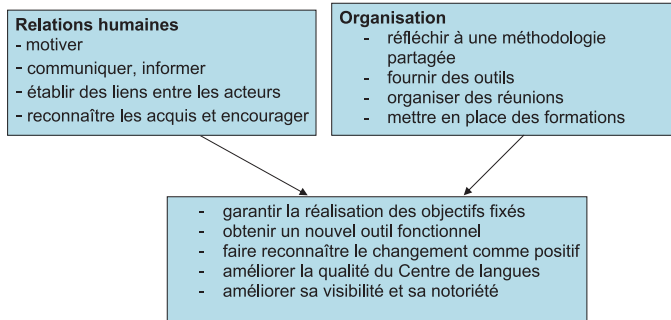 Relations humaines
- motiver
- communiquer, informer
- établir des liens entre les acteurs
- reconnaître les acquis et encourager
Organisation
- réfléchir à une méthodologie
partagée
- fournir des outils
- organiser des réunions
- mettre en place des formations
- garantir la réalisation des objectifs fixés
- obtenir un nouvel outil fonctionnel
- faire reconnaître le changement comme positif
- améliorer la qualité du Centre de langues
- améliorer sa visibilité et sa notoriété